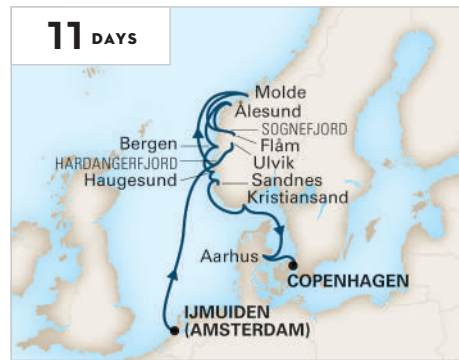 11 DAYS
Molde
Ålesund
SOGNEFJORD
Bergen
Flåm
HARDANGERFJORD
Ulvik
Haugesund
Sandnes
Kristiansand
Aarhus
COPENHAGEN
IJMUIDEN
(AMSTERDAM)